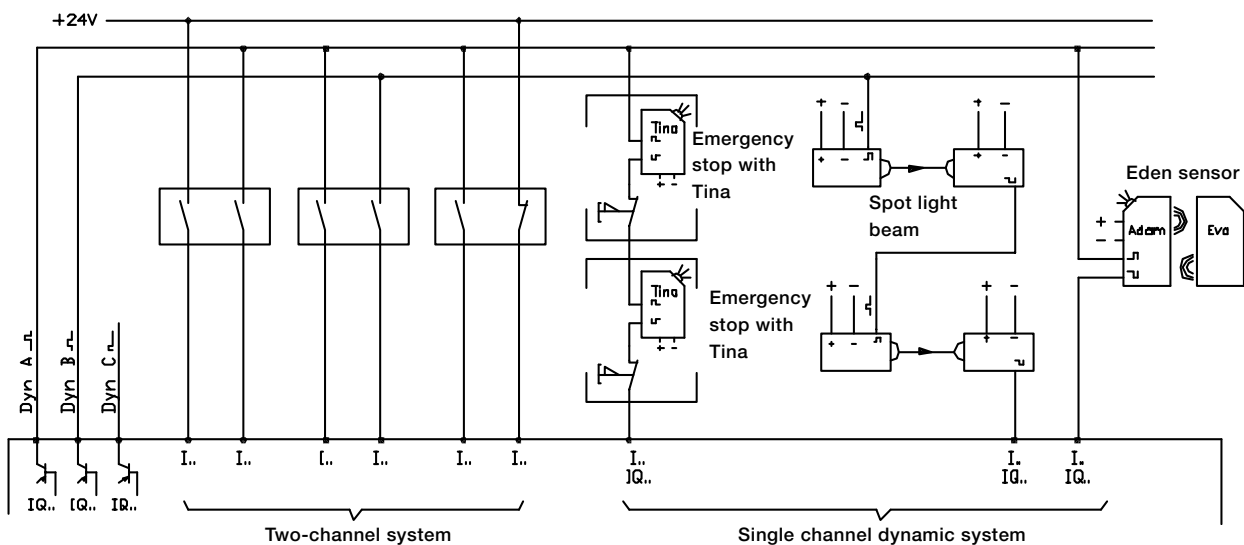 +24V
Tina
Emergency
stop with
Tina
+ -
+ -
+ -
+ -
+
-
Spot light
beam
Eden sensor
+
-
Adam
Eva
Tina
Emergency
stop with
Tina
+ -
+ -
+ -
+ -
+ -
Dyn A
Dyn B
Dyn C
I.. I.. I.. I.. I.. I.. I.. I.. I..
IQ.. IQ.. IQ.. IQ.. IQ.. IQ..
Two-channel system
Single channel dynamic system